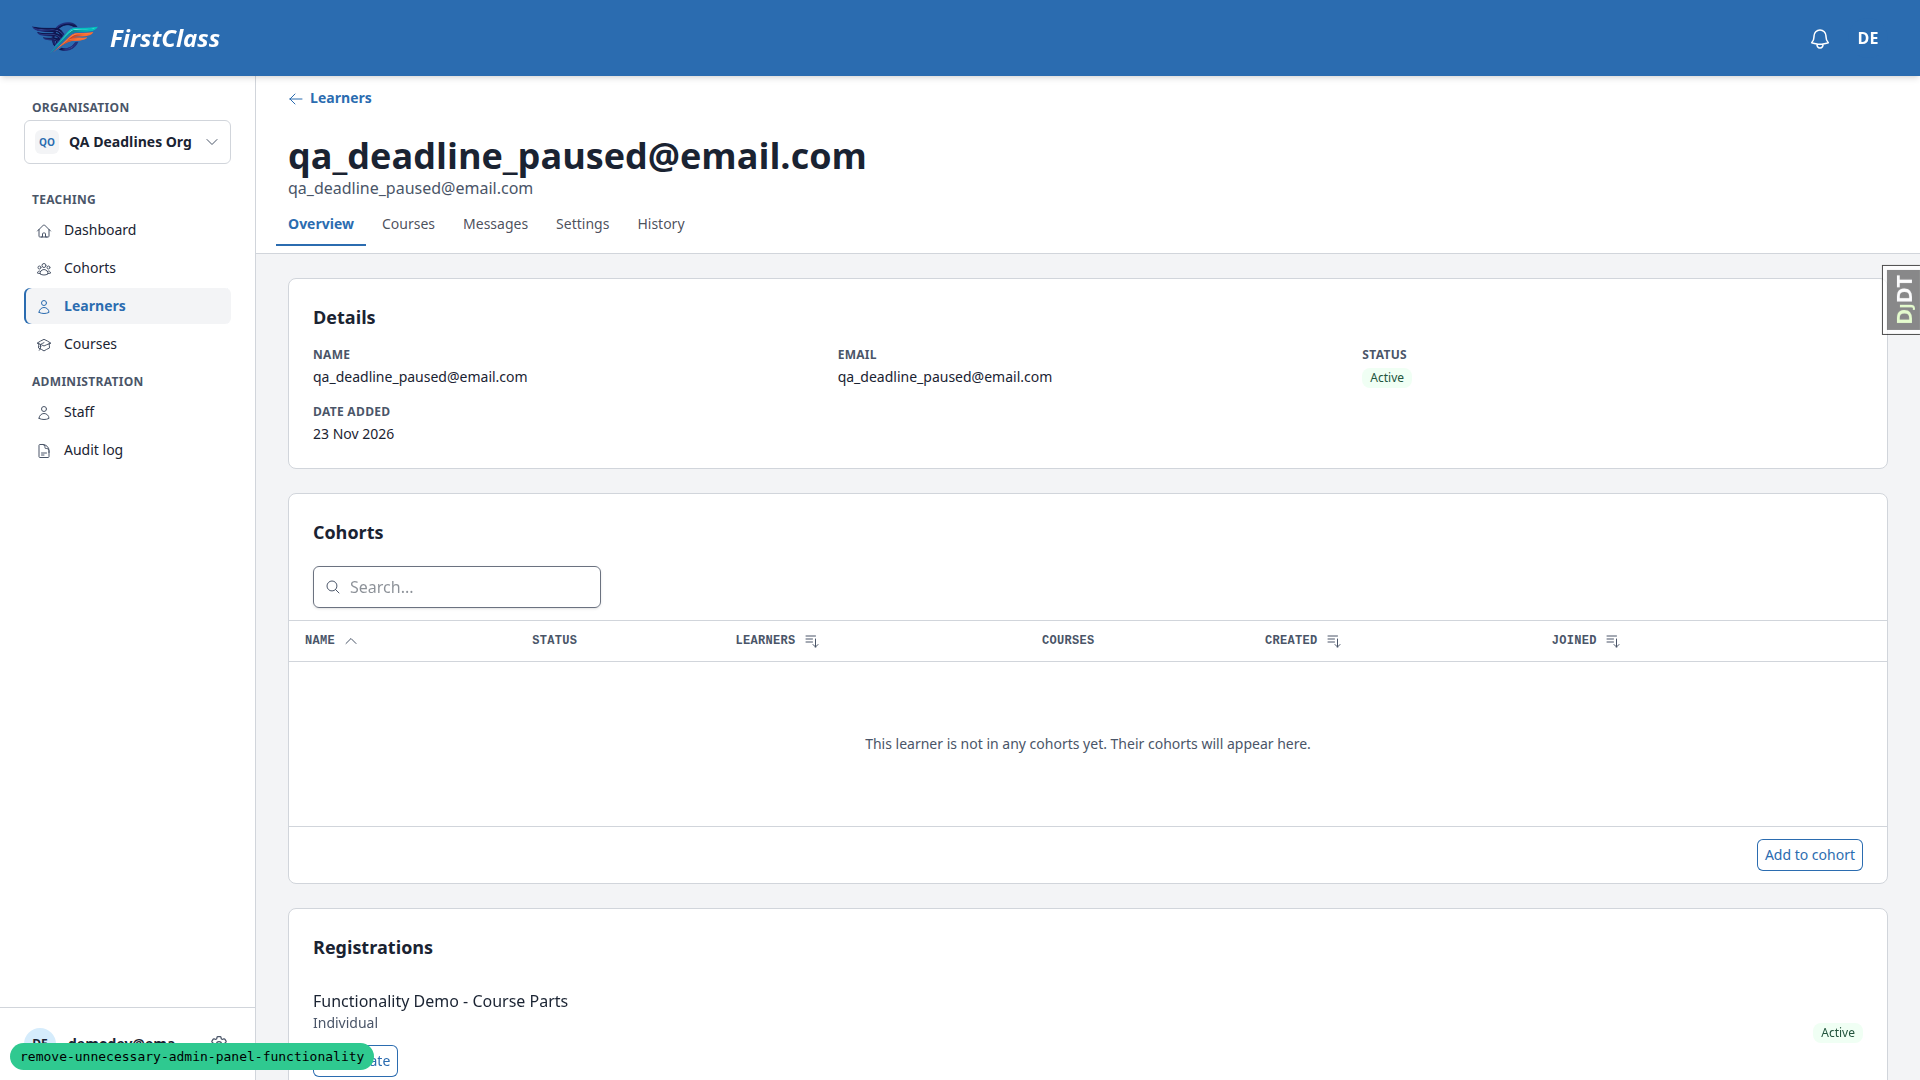 FirstClass
DE
ORGANISATION
QO QA Deadlines Org
TEACHING
Dashboard
Cohorts
Learners
Courses
ADMINISTRATION
Staff
Audit log
remove-unnecessary-admin-panel-functionality
Learners
qa_deadline_paused@email.com
qa_deadline_paused@email.com
Overview Courses Messages Settings History
Details
NAME EMAIL STATUS
qa_deadline_paused@email.com qa_deadline_paused@email.com Active
DATE ADDED
23 Nov 2026
Cohorts
Search...
NAME STATUS LEARNERS COURSES CREATED JOINED
This learner is not in any cohorts yet. Their cohorts will appear here.
Add to cohort
Registrations
Functionality Demo - Course Parts
Individual
Active
DjDT